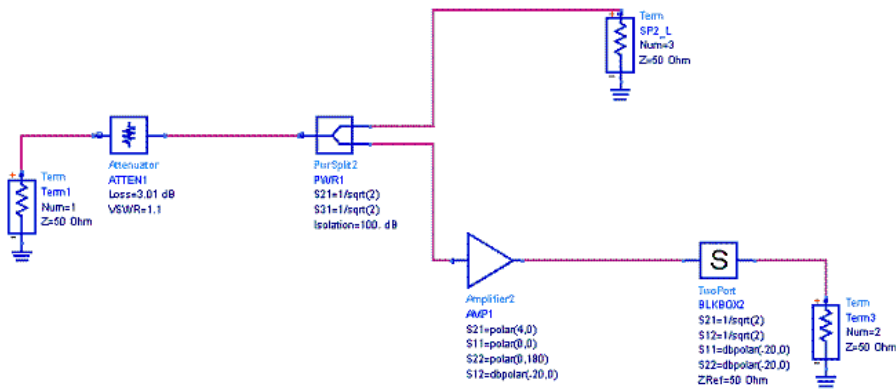 Term
SP2_L
Num=3
Z=50 Ohm
Attenuator
ATTEN1
Loss=3.01 dB
VSWR=1.1
PwrSplit2
PWR1
S21=1/sqrt(2)
S31=1/sqrt(2)
Isolation=100. dB
Term
Term1
Num=1
Z=50 Ohm
Amplifier2
AMP1
S21=polar(4,0)
S11=polar(0,0)
S22=polar(0,180)
S12=dbpolar(-20,0)
S
TwoPort
BLKBOX2
S21=1/sqrt(2)
S12=1/sqrt(2)
S11=dbpolar(-20,0)
S22=dbpolar(-20,0)
ZRef=50 Ohm
Term
Term3
Num=2
Z=50 Ohm